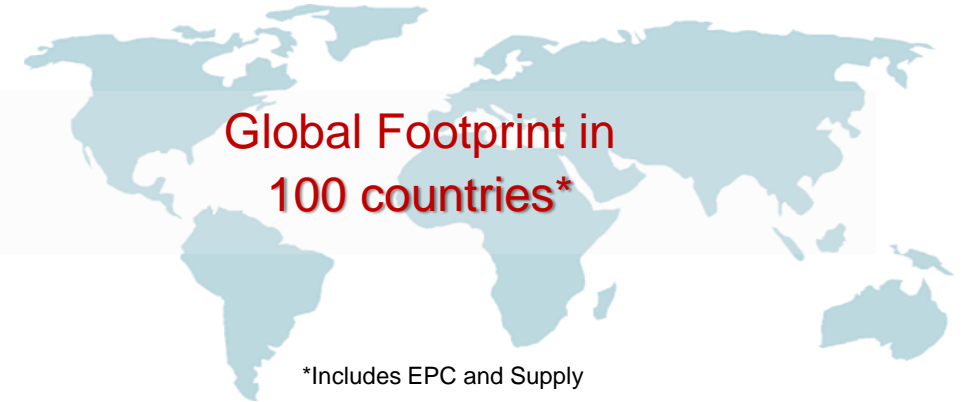 Global Footprint in
100 countries*
*Includes EPC and Supply